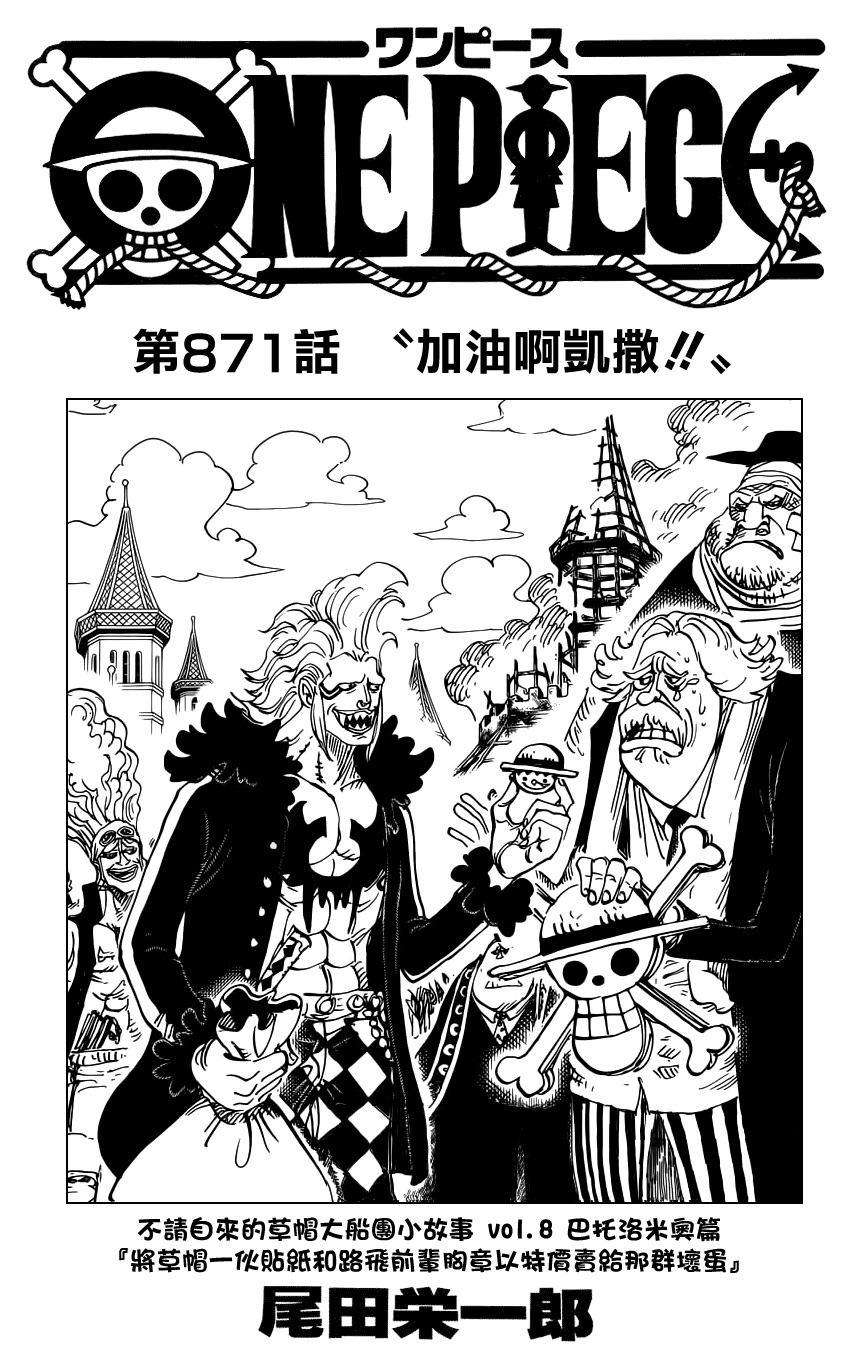 ワンピース
ONE PIECE
第871話 〝加油啊凱撒!!〟
不請自來的草帽大船團小故事 vol.8 巴托洛米奧篇
『將草帽一伙貼紙和路飛前輩胸章以特價賣給那群壞蛋』
尾田栄一郎